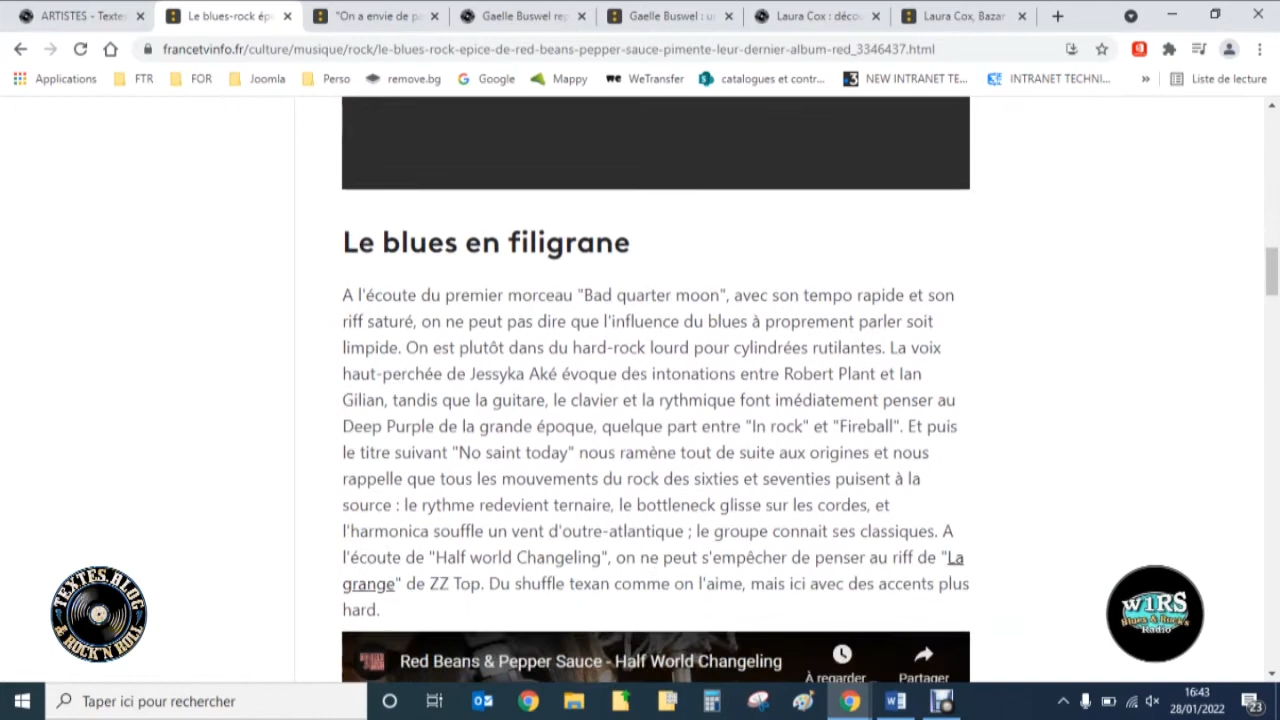 ARTISTES - Textes
Le blues-rock épi
"On a envie de pa
Gaelle Buswel rep
Gaelle Buswel : un
Laura Cox : décou
Laura Cox, Bazar
francetvinfo.fr/culture/musique/rock/le-blues-rock-epice-de-red-beans-pepper-sauce-pimente-leur-dernier-album-red_3346437.html
Applications FTR FOR Joomla Perso remove.bg Google Mappy WeTransfer catalogues et contr... NEW INTRANET TE... INTRANET TECHNI... » Liste de lecture
Le blues en filigrane
A l'écoute du premier morceau "Bad quarter moon", avec son tempo rapide et son
riff saturé, on ne peut pas dire que l'influence du blues à proprement parler soit
limpide. On est plutôt dans du hard-rock lourd pour cylindrées rutilantes. La voix
haut-perchée de Jessyka Aké évoque des intonations entre Robert Plant et Ian
Gilian, tandis que la guitare, le clavier et la rythmique font imédiatement penser au
Deep Purple de la grande époque, quelque part entre "In rock" et "Fireball". Et puis
le titre suivant "No saint today" nous ramène tout de suite aux origines et nous
rappelle que tous les mouvements du rock des sixties et seventies puisent à la
source : le rythme redevient ternaire, le bottleneck glisse sur les cordes, et
l'harmonica souffle un vent d'outre-atlantique ; le groupe connait ses classiques. A
l'écoute de "Half world Changeling", on ne peut s'empêcher de penser au riff de "La
grange" de ZZ Top. Du shuffle texan comme on l'aime, mais ici avec des accents plus
hard.
Red Beans & Pepper Sauce - Half World Changeling
À regarder
Partager
TEXTES BLOG
& ROCK'N ROLL
W1RS
Blues & Rocks
Radio
Taper ici pour rechercher
16:43
28/01/2022
23